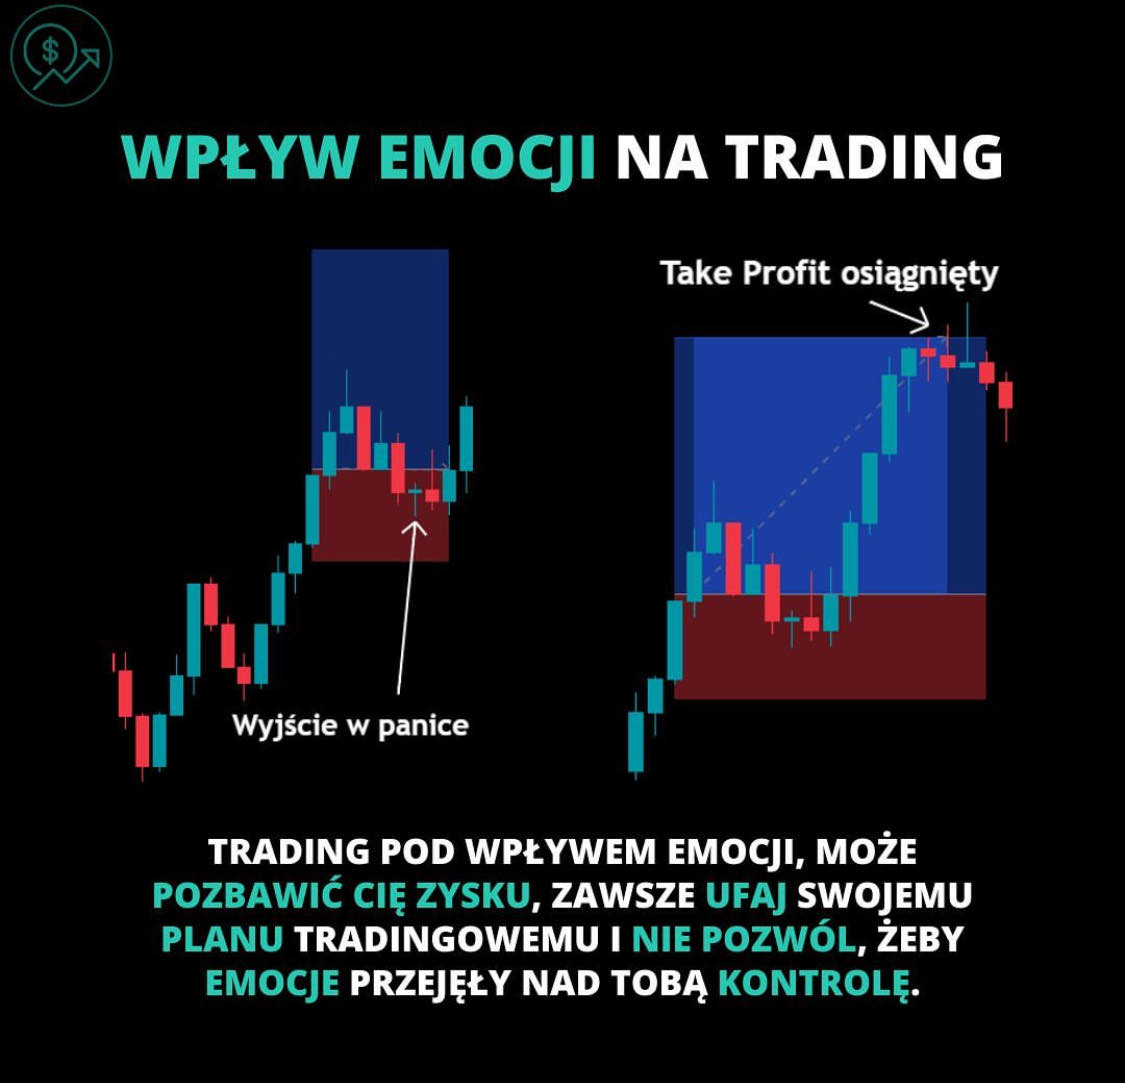 $
WPŁYW EMOCJI NA TRADING
Take Profit osiągnięty
Wyjście w panice
TRADING POD WPŁYWEM EMOCJI, MOŻE
POZBAWIĆ CIĘ ZYSKU, ZAWSZE UFAJ SWOJEMU
PLANU TRADINGOWEMU I NIE POZWÓL, ŻEBY
EMOCJE PRZEJĘŁY NAD TOBĄ KONTROLĘ.